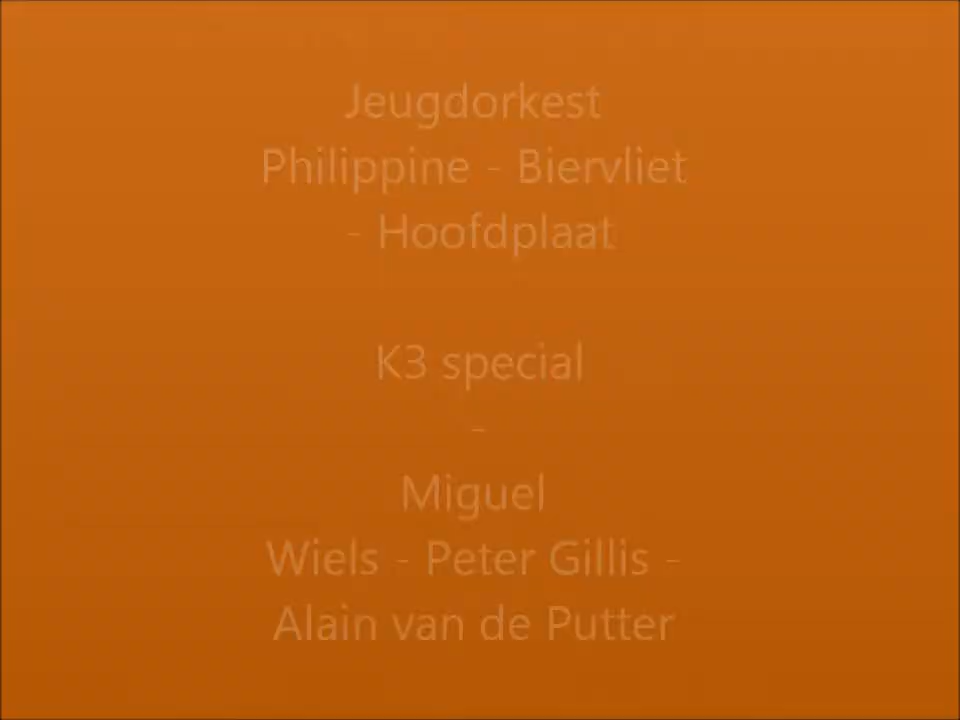 Jeugdorkest
Philippine - Biervliet
- Hoofdplaat
K3 special
-
Miguel
Wiels - Peter Gillis -
Alain van de Putter